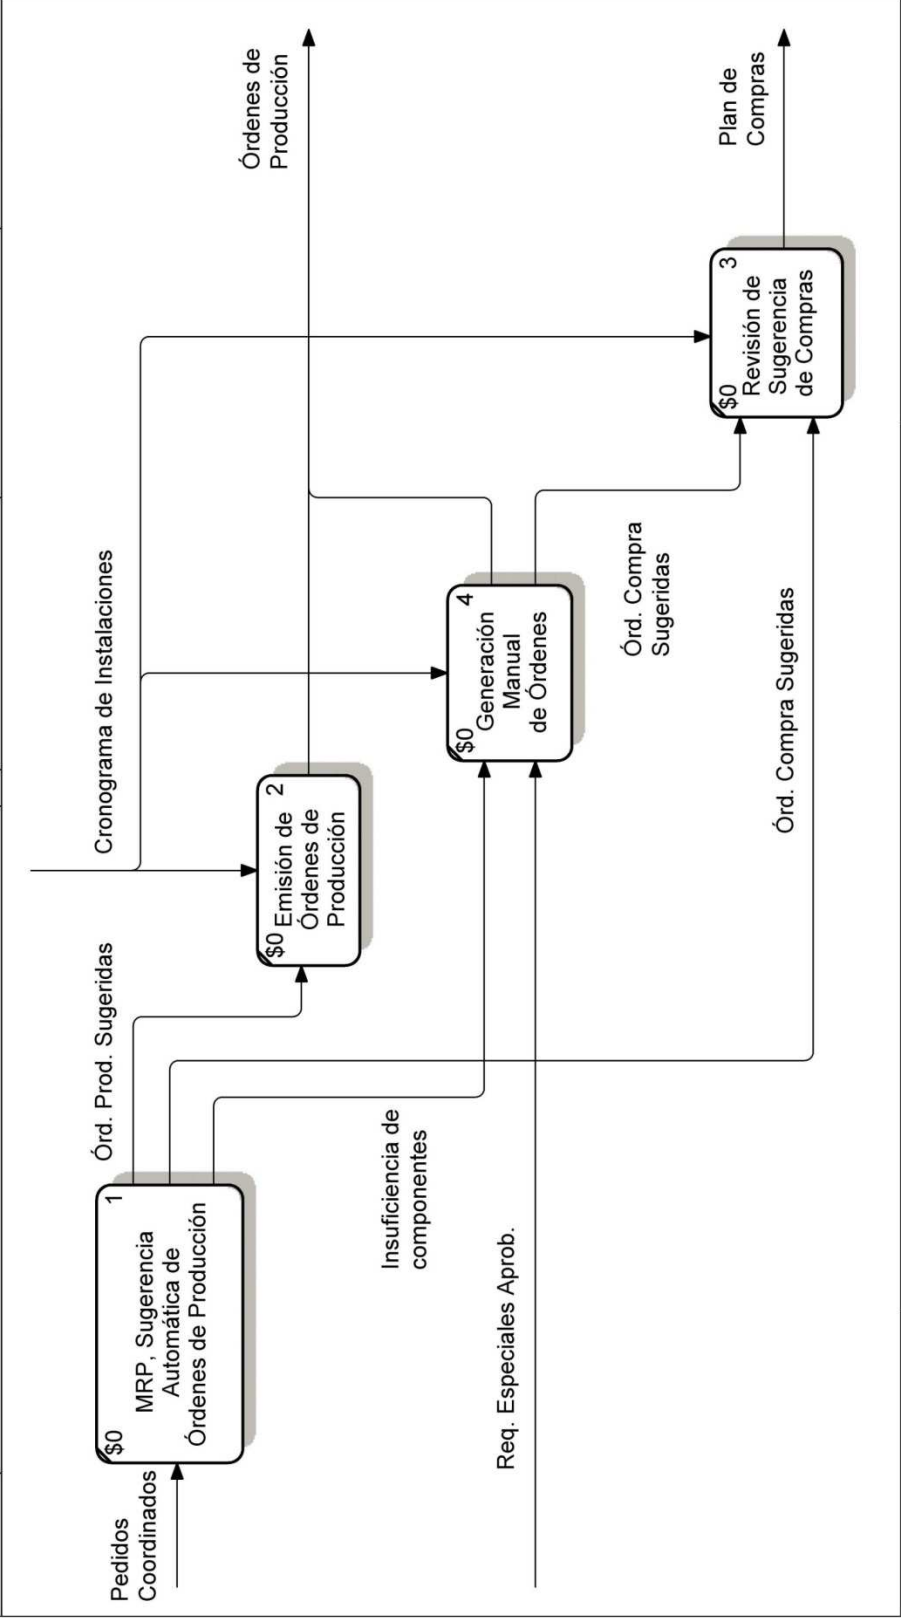 Pedidos
Coordinados
$0
1
MRP, Sugerencia
Automática de
Órdenes de Producción
Órd. Prod. Sugeridas
Cronograma de Instalaciones
$0
2
Emisión de
Órdenes de
Producción
Órdenes de
Producción
Insuficiencia de
componentes
Req. Especiales Aprob.
$0
4
Generación
Manual
de Órdenes
Órd. Compra
Sugeridas
Órd. Compra Sugeridas
$0
3
Revisión de
Sugerencia
de Compras
Plan de
Compras